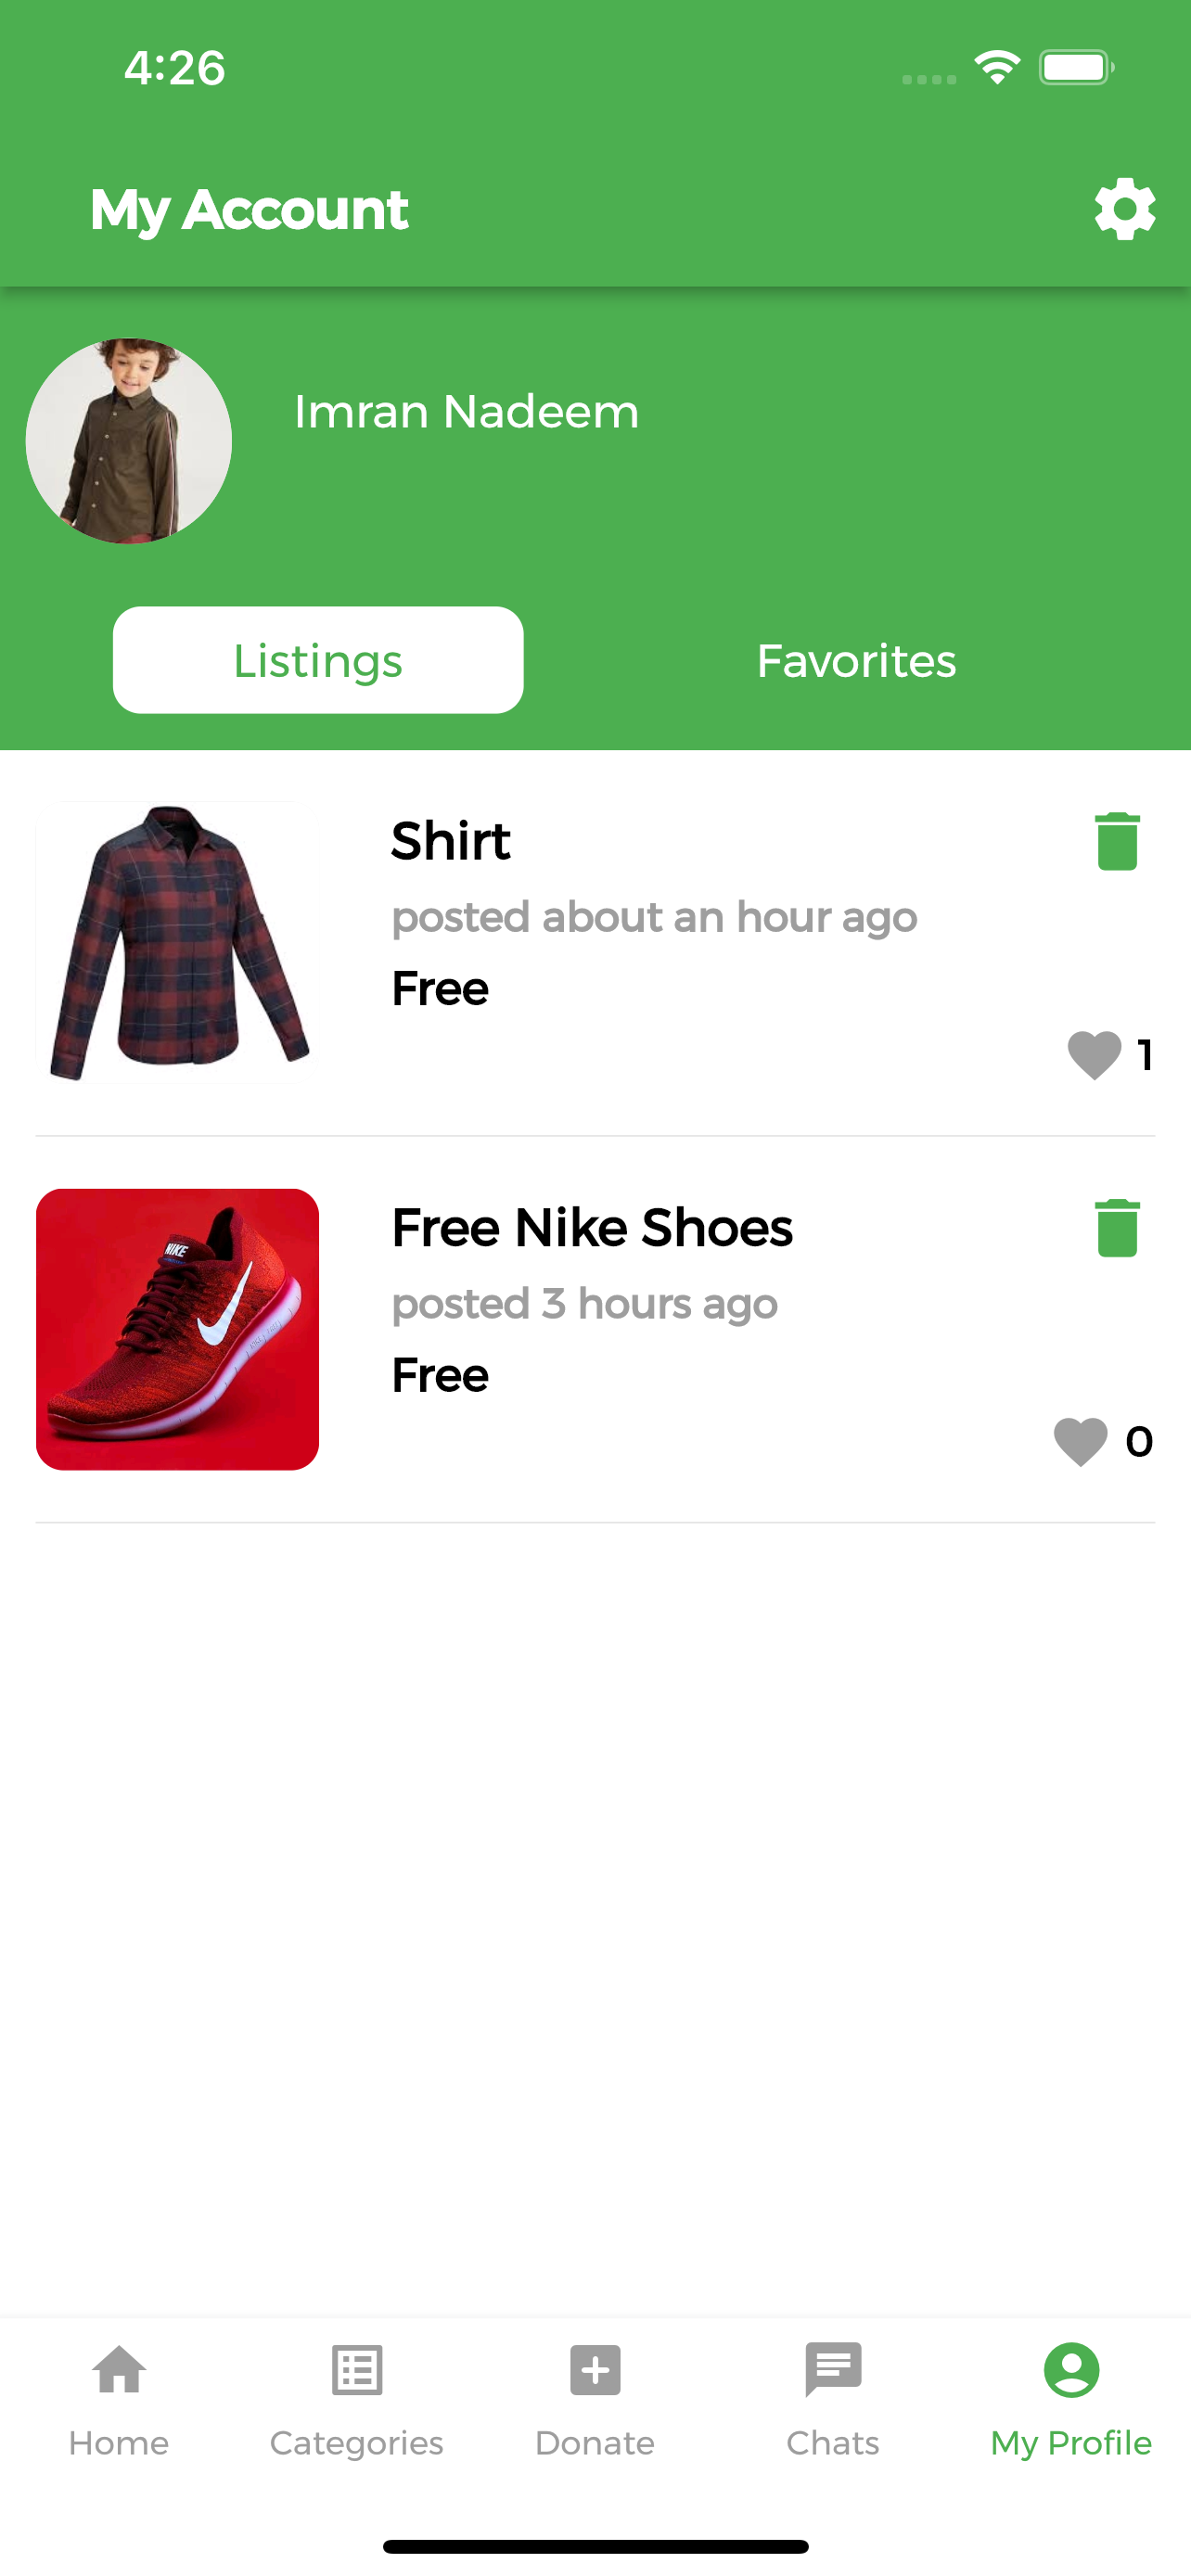 4:26
My Account
Imran Nadeem
Listings
Favorites
Shirt
posted about an hour ago
Free
1
NIKE
Free Nike Shoes
posted 3 hours ago
Free
0
Home
Categories
Donate
Chats
My Profile